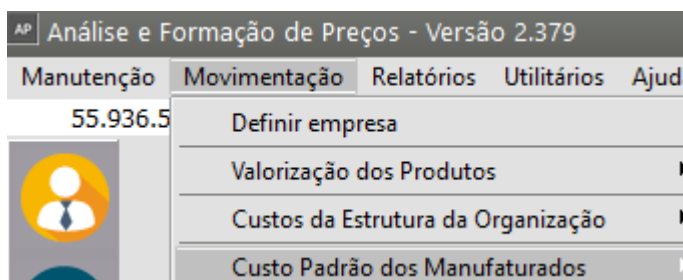 AP Análise e Formação de Preços - Versão 2.379
Manutenção Movimentação Relatórios Utilitários Ajud
55.936.5
Definir empresa
Valorização dos Produtos
Custos da Estrutura da Organização
Custo Padrão dos Manufaturados